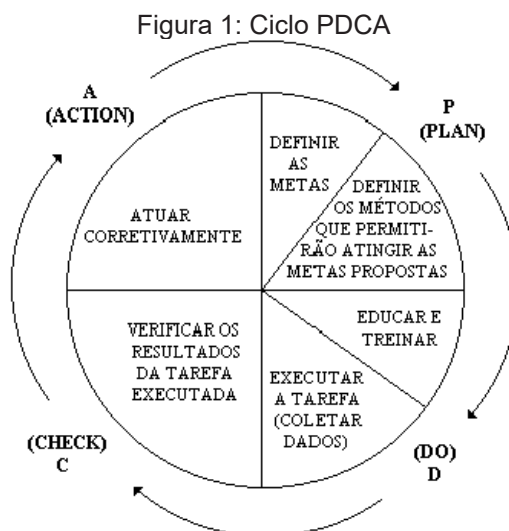 Figura 1: Ciclo PDCA
A
(ACTION)
P
(PLAN)
DEFINIR
AS
METAS
DEFINIR
OS MÉTODOS
QUE PERMITI-
RÃO ATINGIR AS
METAS PROPOSTAS
ATUAR
CORRETIVAMENTE
EDUCAR E
TREINAR
VERIFICAR OS
RESULTADOS
DA TAREFA
EXECUTADA
EXECUTAR
A TAREFA
(COLETAR
DADOS)
(CHECK)
C
(DO)
D